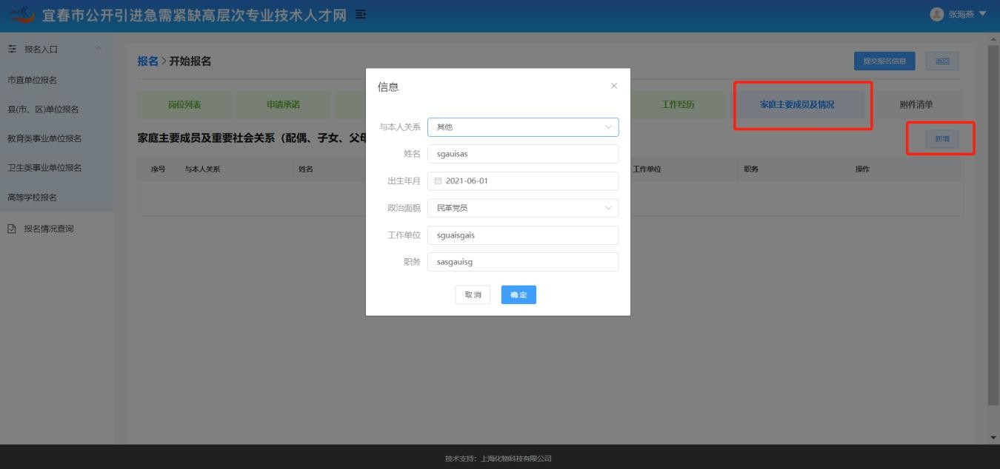 宜春市公开引进急需紧缺高层次专业技术人才网
张海燕
报名入口
市直单位报名
县(市、区)单位报名
教育类事业单位报名
卫生类事业单位报名
高等学校报名
报名情况查询
报名 > 开始报名
提交报名信息
返回
岗位列表
申请承诺
工作经历
家庭主要成员及情况
附件清单
家庭主要成员及重要社会关系（配偶、子女、父母
新增
序号
与本人关系
姓名
工作单位
职务
操作
信息
与本人关系 其他
姓名 sgauisas
出生年月 2021-06-01
政治面貌 民革党员
工作单位 sguaisgais
职务 sasgauisg
取消
确定
技术支持：上海化物科技有限公司